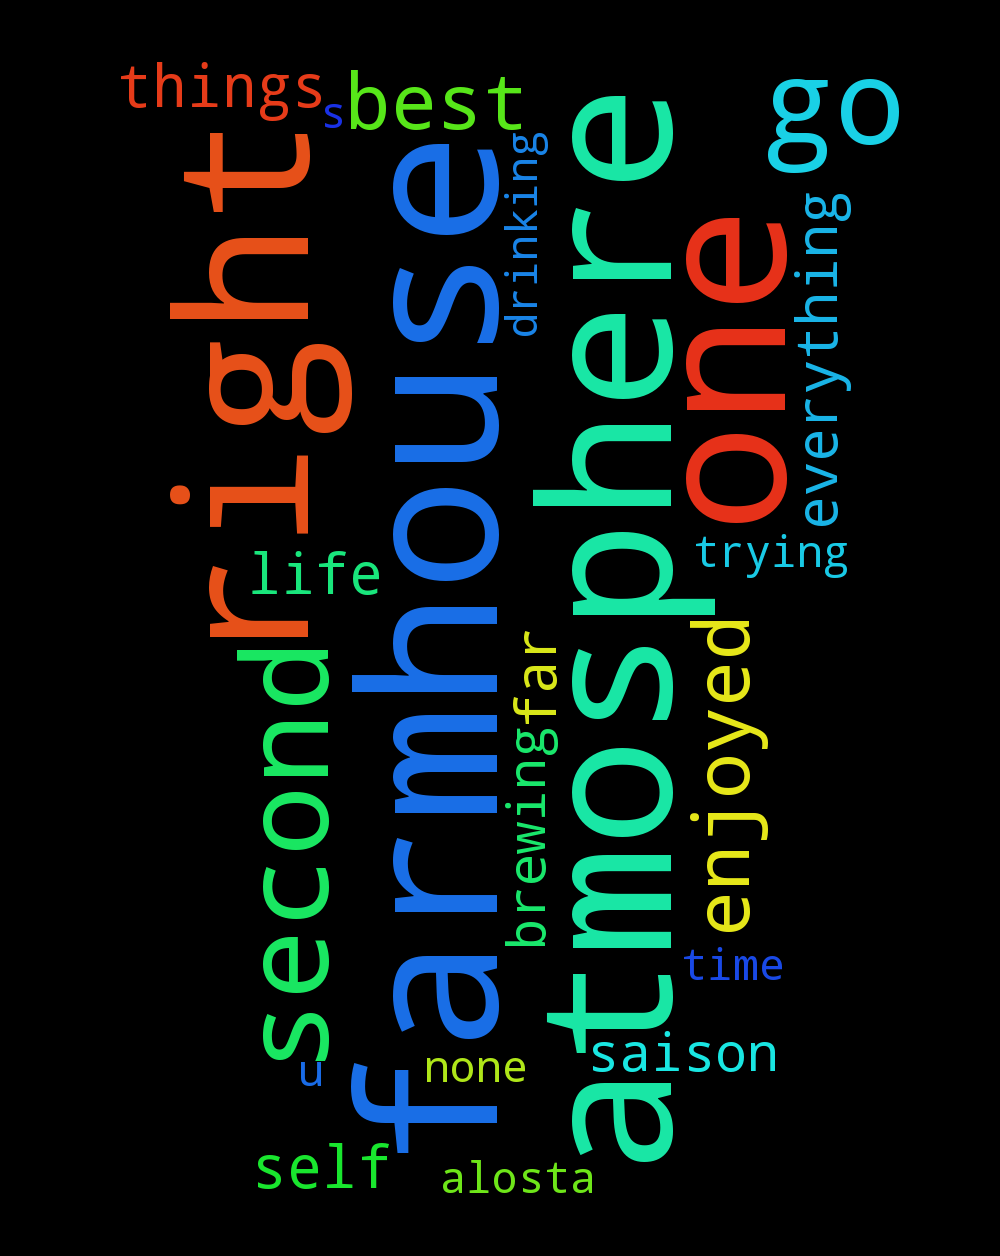 things
s
best
go
right
farmhouse
drinking
atmosphere
one
everything
life
trying
second
far
brewing
enjoyed
time
u
none
saison
self
alosta